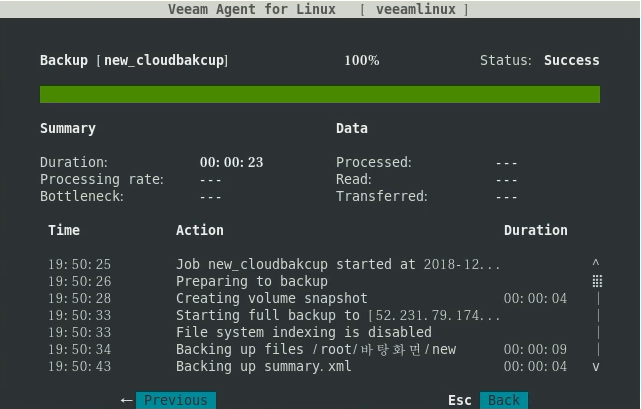 Veeam Agent for Linux [ veeamlinux ]
Backup [new_cloudbakcup] 100% Status: Success
Summary Data
Duration: 00:00:23 Processed: ---
Processing rate: --- Read: ---
Bottleneck: --- Transferred: ---
Time Action Duration
19:50:25 Job new_cloudbakcup started at 2018-12... ^
19:50:26 Preparing to backup
19:50:28 Creating volume snapshot 00:00:04 |
19:50:33 Starting full backup to [52.231.79.174... |
19:50:33 File system indexing is disabled |
19:50:34 Backing up files /root/바탕화면/new 00:00:09 |
19:50:43 Backing up summary.xml 00:00:04 v
← Previous Esc Back